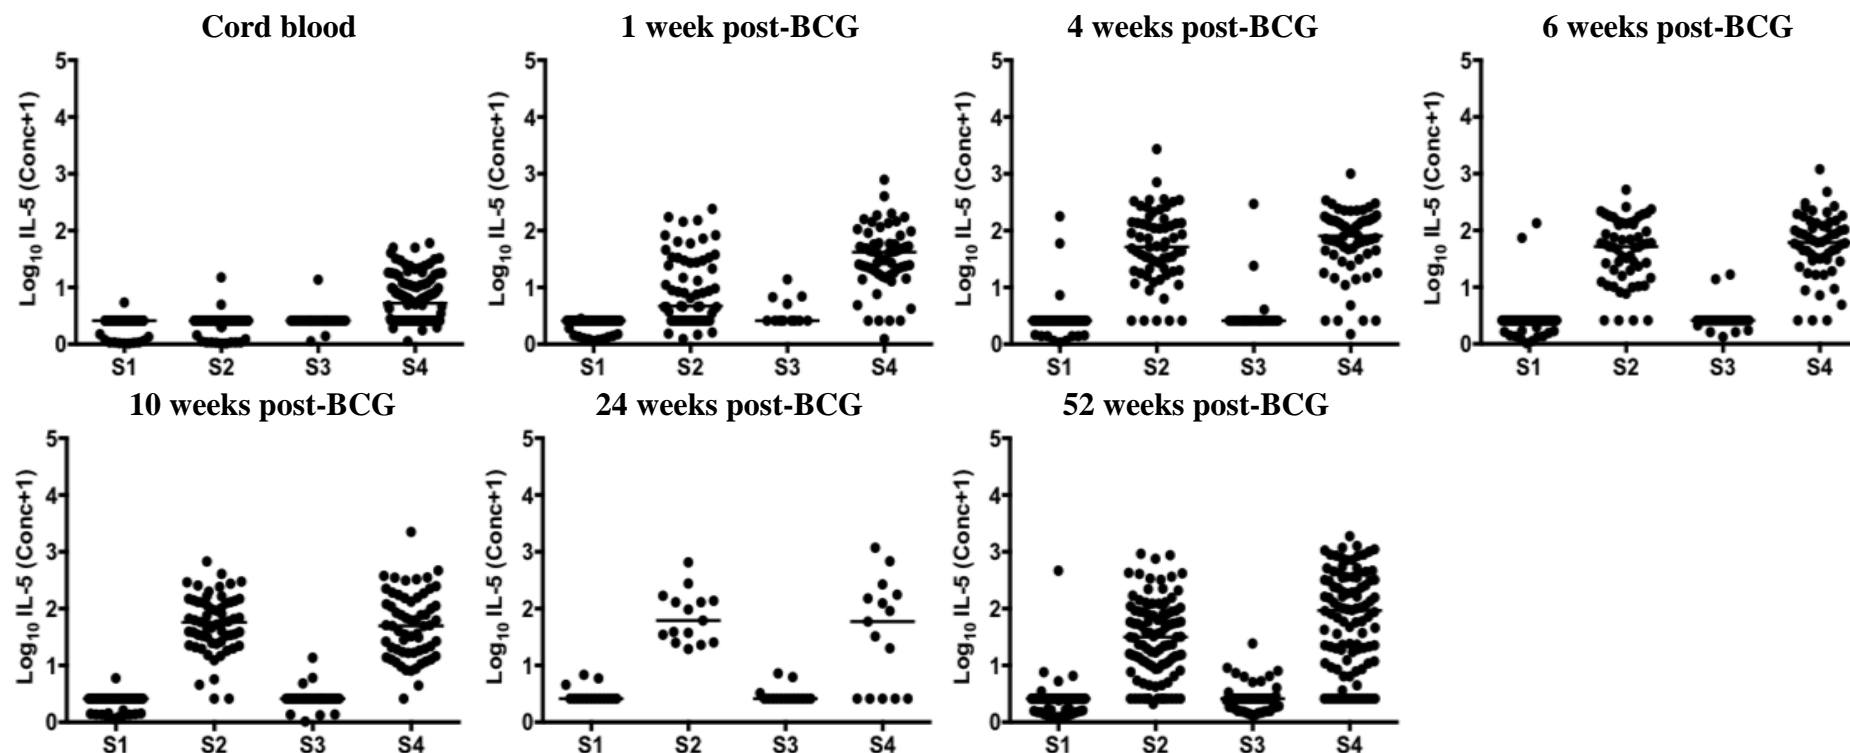 Cord blood
1 week post-BCG
4 weeks post-BCG
6 weeks post-BCG
Log10 IL-5 (Conc+1)
5
4
3
2
1
0
S1 S2 S3 S4
Log10 IL-5 (Conc+1)
5
4
3
2
1
0
S1 S2 S3 S4
Log10 IL-5 (Conc+1)
5
4
3
2
1
0
S1 S2 S3 S4
Log10 IL-5 (Conc+1)
5
4
3
2
1
0
S1 S2 S3 S4
10 weeks post-BCG
24 weeks post-BCG
52 weeks post-BCG
Log10 IL-5 (Conc+1)
5
4
3
2
1
0
S1 S2 S3 S4
Log10 IL-5 (Conc+1)
5
4
3
2
1
0
S1 S2 S3 S4
Log10 IL-5 (Conc+1)
5
4
3
2
1
0
S1 S2 S3 S4